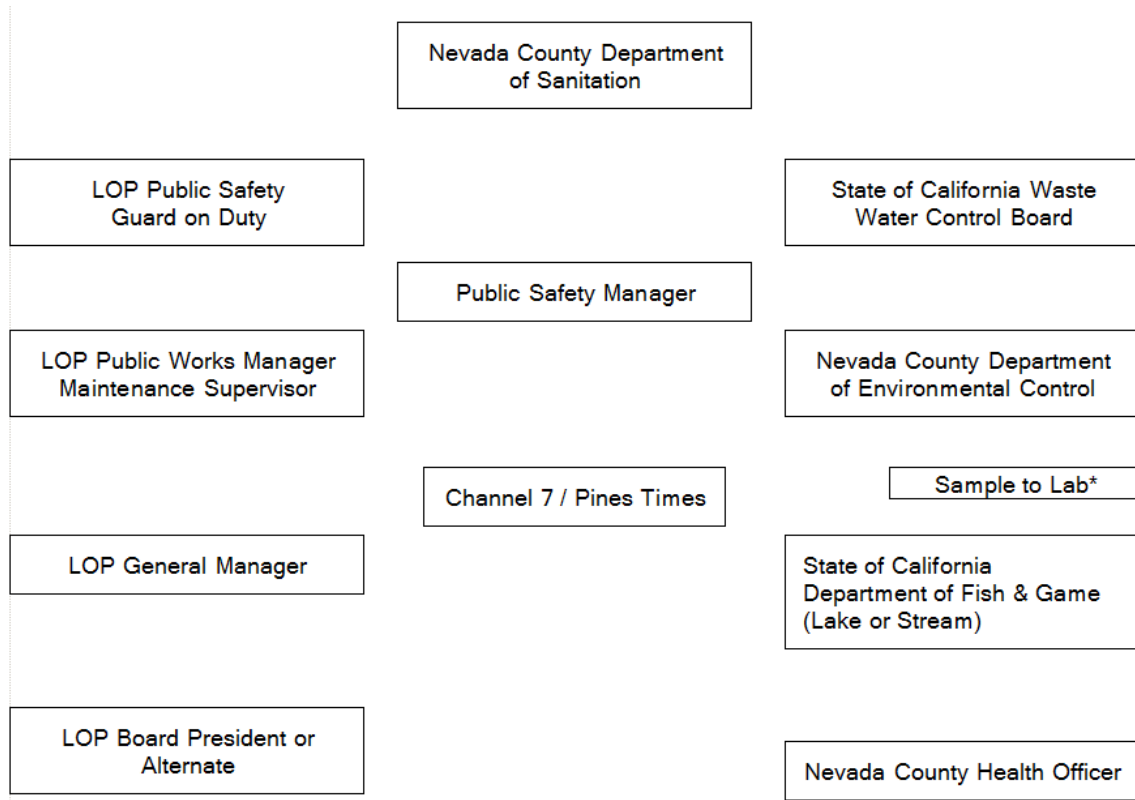 Nevada County Department
of Sanitation
LOP Public Safety
Guard on Duty
State of California Waste
Water Control Board
Public Safety Manager
LOP Public Works Manager
Maintenance Supervisor
Nevada County Department
of Environmental Control
Sample to Lab*
Channel 7 / Pines Times
LOP General Manager
State of California
Department of Fish & Game
(Lake or Stream)
LOP Board President or
Alternate
Nevada County Health Officer